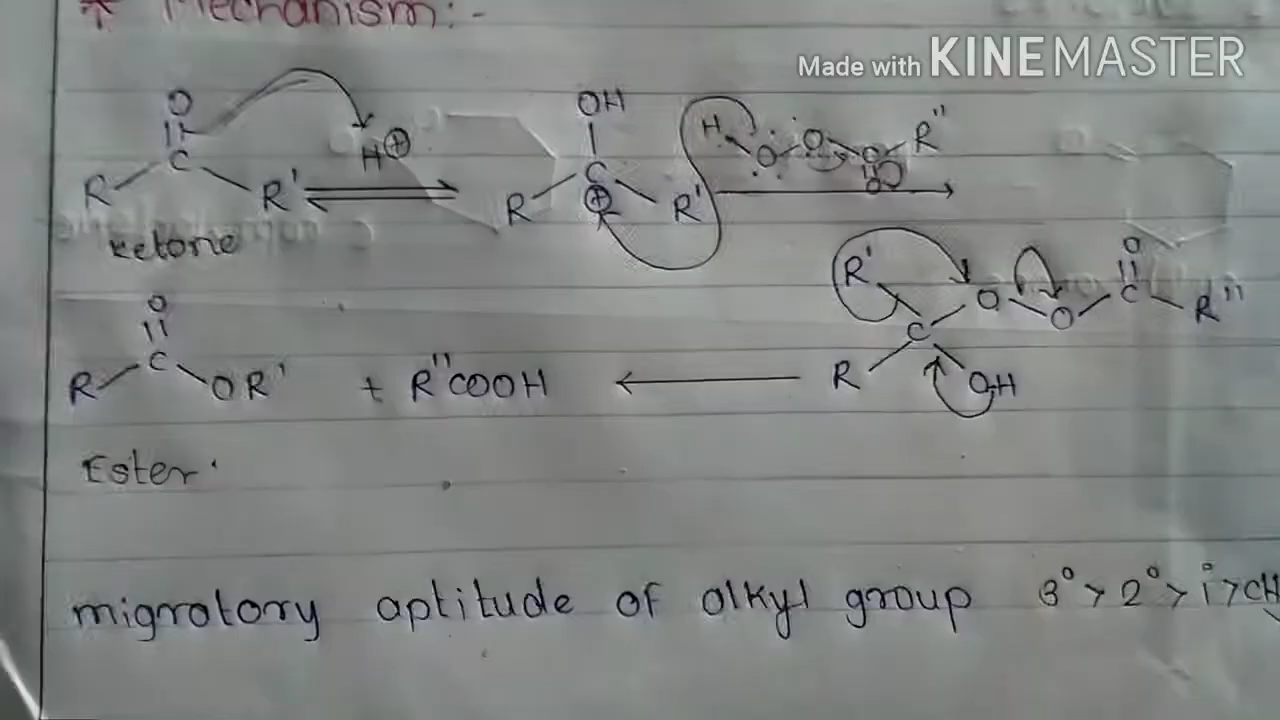 * Mechanism:-
Made with KINEMASTER
O
C
R R'
H⊕
ketone
OH
C
⊕
R R'
H O O R''
R'
O O C R''
O
C
R OH
O
C
R OR' + R''COOH
Ester.
migratory aptitude of alkyl group 3° > 2° > 1° > CH